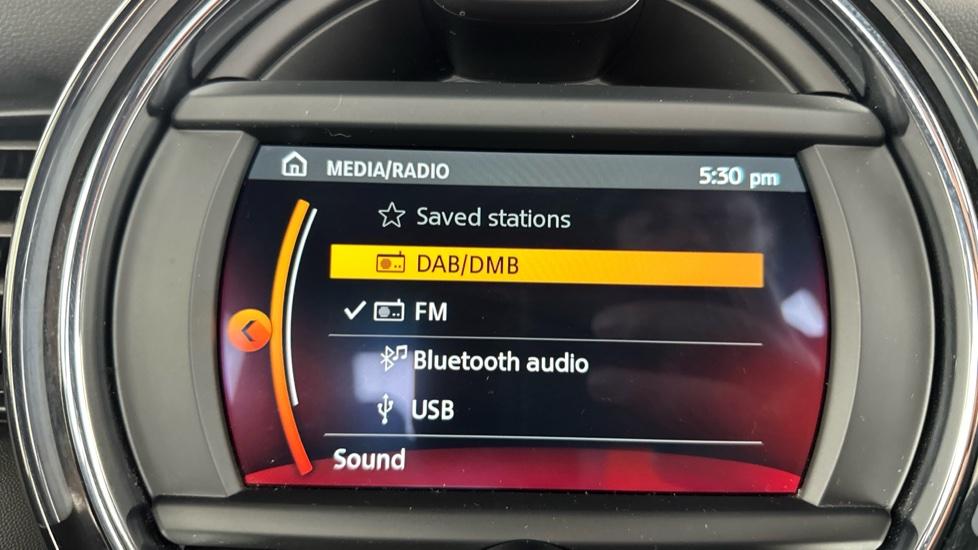 MEDIA/RADIO 5:30 pm
Saved stations
DAB/DMB
FM
Bluetooth audio
USB
Sound